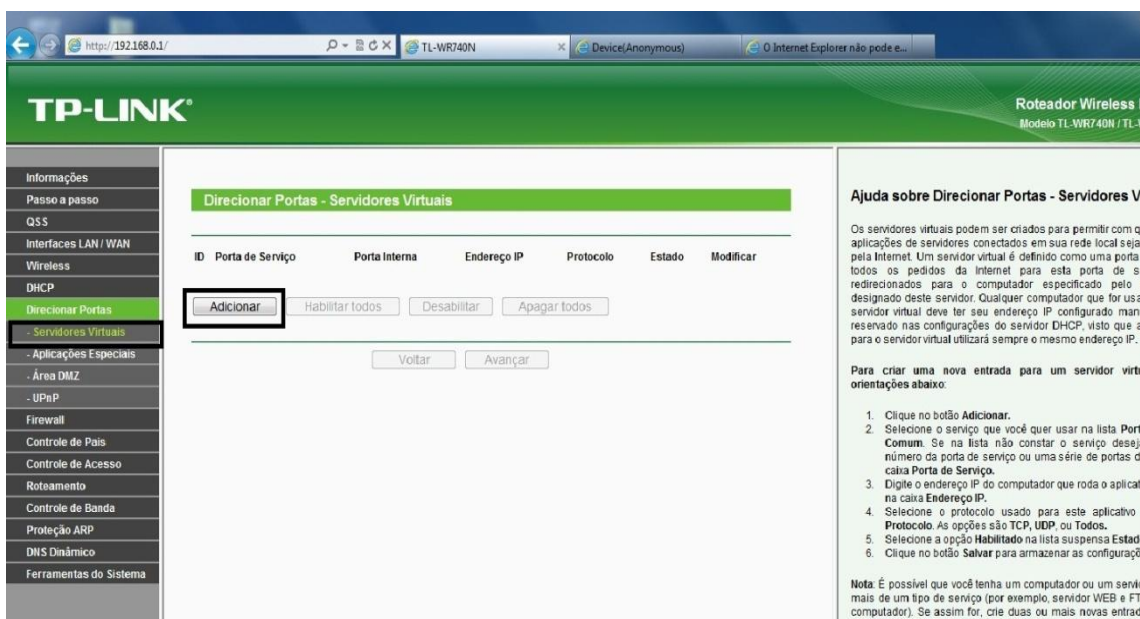 http://192.168.0.1/
TL-WR740N
Device(Anonymous)
O Internet Explorer não pode e...
TP-LINK®
Roteador Wireless
Modelo TL-WR740N / TL-
Informações
Passo a passo
QSS
Interfaces LAN / WAN
Wireless
DHCP
Direcionar Portas
- Servidores Virtuais
- Aplicações Especiais
- Área DMZ
- UPnP
Firewall
Controle de Pais
Controle de Acesso
Roteamento
Controle de Banda
Proteção ARP
DNS Dinâmico
Ferramentas do Sistema
Direcionar Portas - Servidores Virtuais
ID Porta de Serviço Porta Interna Endereço IP Protocolo Estado Modificar
Adicionar Habilitar todos Desabilitar Apagar todos
Voltar Avançar
Ajuda sobre Direcionar Portas - Servidores V
Os servidores virtuais podem ser criados para permitir com q
aplicações de servidores conectados em sua rede local seja
pela Internet. Um servidor virtual é definido como uma porta
todos os pedidos da Internet para esta porta de s
redirecionados para o computador especificado pelo
designado deste servidor. Qualquer computador que for usa
servidor virtual deve ter seu endereço IP configurado man
reservado nas configurações do servidor DHCP, visto que a
para o servidor virtual utilizará sempre o mesmo endereço IP.
Para criar uma nova entrada para um servidor virtu
orientações abaixo:
1. Clique no botão Adicionar.
2. Selecione o serviço que você quer usar na lista Port
Comum. Se na lista não constar o serviço desej
número da porta de serviço ou uma série de portas d
caixa Porta de Serviço.
3. Digite o endereço IP do computador que roda o aplicat
na caixa Endereço IP.
4. Selecione o protocolo usado para este aplicativo
Protocolo. As opções são TCP, UDP, ou Todos.
5. Selecione a opção Habilitado na lista suspensa Estad
6. Clique no botão Salvar para armazenar as configuraçõ
Nota: É possível que você tenha um computador ou um servi
mais de um tipo de serviço (por exemplo, servidor WEB e FT
computador). Se assim for, crie duas ou mais novas entrad